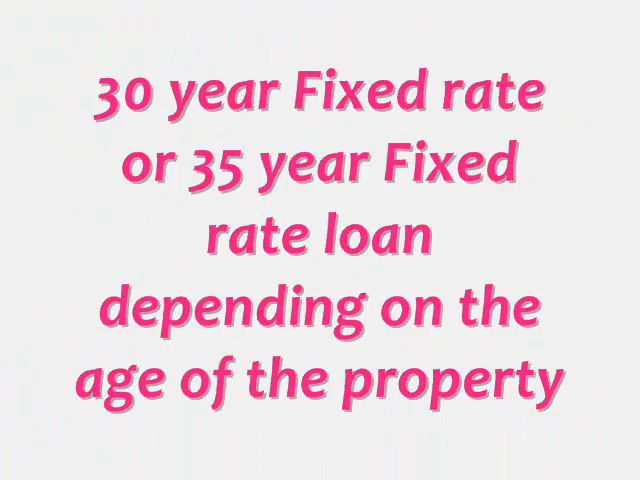 30 year Fixed rate
or 35 year Fixed
rate loan
depending on the
age of the property